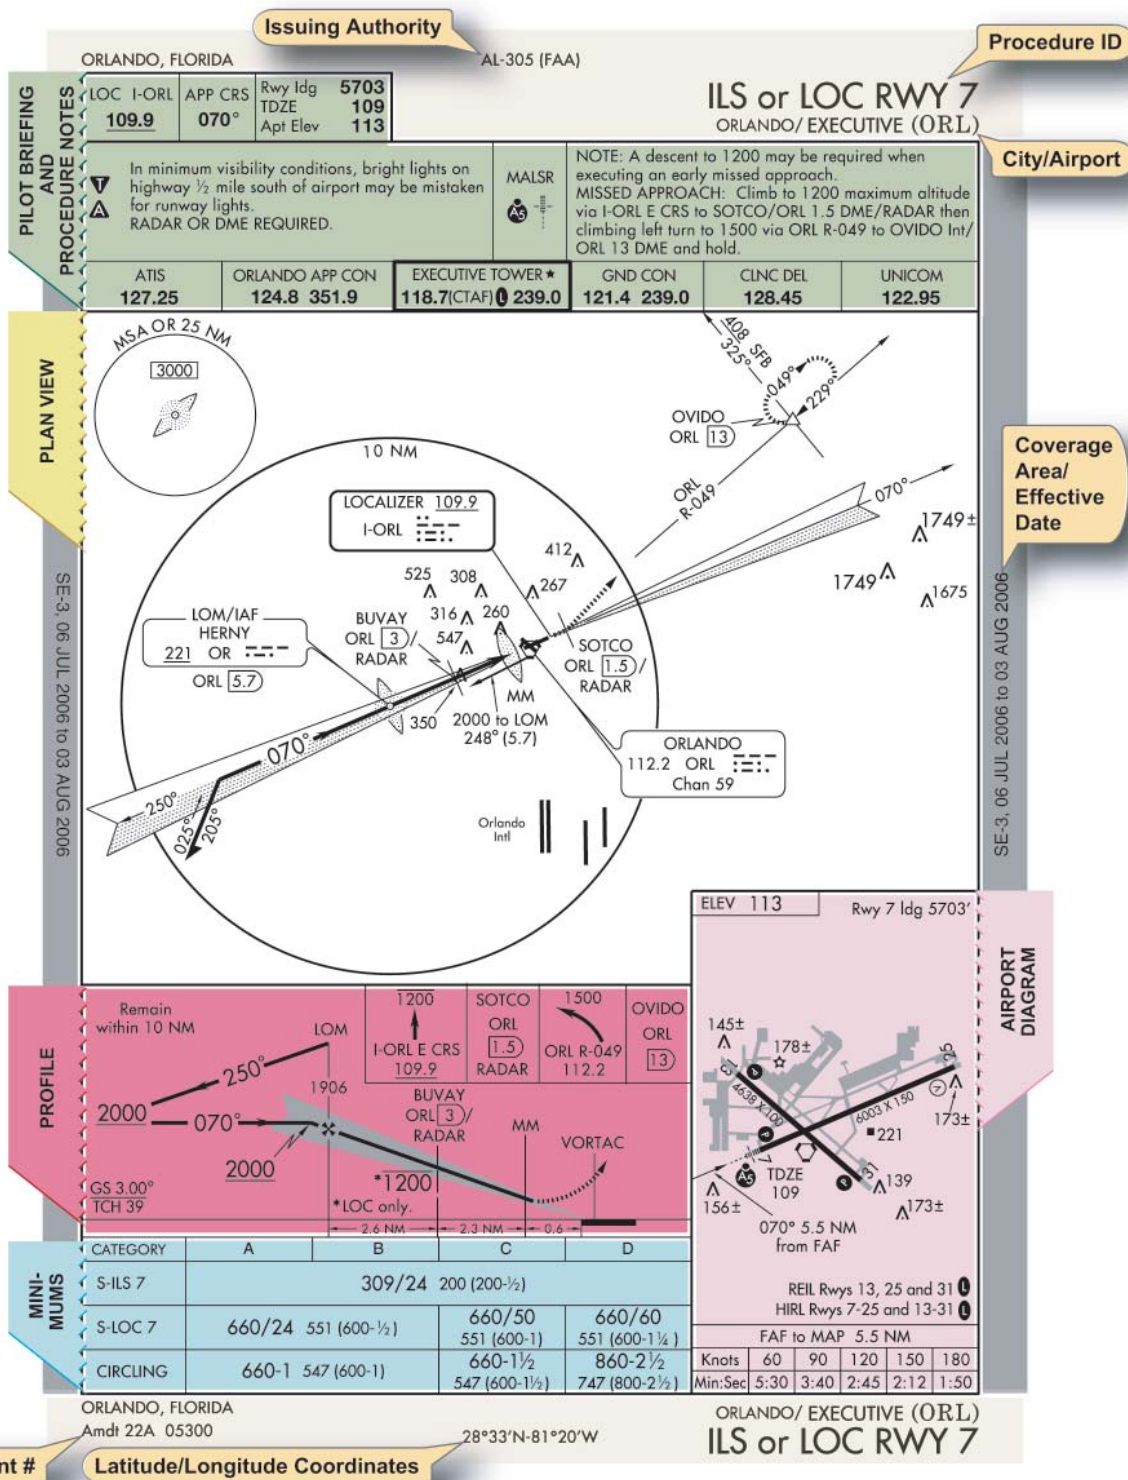 Issuing Authority
ORLANDO, FLORIDA
AL-305 (FAA)
Procedure ID
ILS or LOC RWY 7
ORLANDO/ EXECUTIVE (ORL)
City/Airport
PILOT BRIEFING
AND
PROCEDURE NOTES
LOC I-ORL
109.9
APP CRS
070°
Rwy ldg 5703
TDZE 109
Apt Elev 113
T
A
In minimum visibility conditions, bright lights on
highway ½ mile south of airport may be mistaken
for runway lights.
RADAR OR DME REQUIRED.
MALSR
A5
NOTE: A descent to 1200 may be required when
executing an early missed approach.
MISSED APPROACH: Climb to 1200 maximum altitude
via I-ORL E CRS to SOTCO/ORL 1.5 DME/RADAR then
climbing left turn to 1500 via ORL R-049 to OVIDO Int/
ORL 13 DME and hold.
ATIS
127.25
ORLANDO APP CON
124.8 351.9
EXECUTIVE TOWER ★
118.7(CTAF) L 239.0
GND CON
121.4 239.0
CLNC DEL
128.45
UNICOM
122.95
PLAN VIEW
MSA OR 25 NM
3000
408 SFB
325°
049°
229°
OVIDO
ORL 13
10 NM
ORL
R-049
070°
LOCALIZER 109.9
I-ORL
Coverage
Area/
Effective
Date
1749±
1749
1675
412
525
308
267
316
260
547
BUVAY
ORL 3/
RADAR
LOM/IAF
HERNY
221 OR
ORL 5.7
SOTCO
ORL 1.5/
RADAR
MM
350
2000 to LOM
248° (5.7)
070°
250°
025°
205°
ORLANDO
112.2 ORL
Chan 59
Orlando
Intl
SE-3, 06 JUL 2006 to 03 AUG 2006
SE-3, 06 JUL 2006 to 03 AUG 2006
PROFILE
Remain
within 10 NM
LOM
250°
1906
2000
070°
2000
GS 3.00°
TCH 39
1200
I-ORL E CRS
109.9
SOTCO
ORL
1.5
RADAR
1500
ORL R-049
112.2
OVIDO
ORL
13
BUVAY
ORL 3/
RADAR
MM
VORTAC
*1200
*LOC only.
2.6 NM
2.3 NM
0.6
AIRPORT
DIAGRAM
ELEV 113
Rwy 7 ldg 5703'
145±
178±
13
25
4638 X 100
6003 X 150
P
P
P
V
173±
221
7
A5
TDZE
109
31
139
173±
156±
070° 5.5 NM
from FAF
REIL Rwys 13, 25 and 31 L
HIRL Rwys 7-25 and 13-31 L
FAF to MAP 5.5 NM
Knots 60 90 120 150 180
Min:Sec 5:30 3:40 2:45 2:12 1:50
MINI-
MUMS
CATEGORY A B C D
S-ILS 7 309/24 200 (200-½)
S-LOC 7 660/24 551 (600-½) 660/50 551 (600-1) 660/60 551 (600-1¼)
CIRCLING 660-1 547 (600-1) 660-1½ 547 (600-1½) 860-2½ 747 (800-2½)
ORLANDO, FLORIDA
Amdt 22A 05300
28°33'N-81°20'W
ORLANDO/ EXECUTIVE (ORL)
ILS or LOC RWY 7
nt #
Latitude/Longitude Coordinates